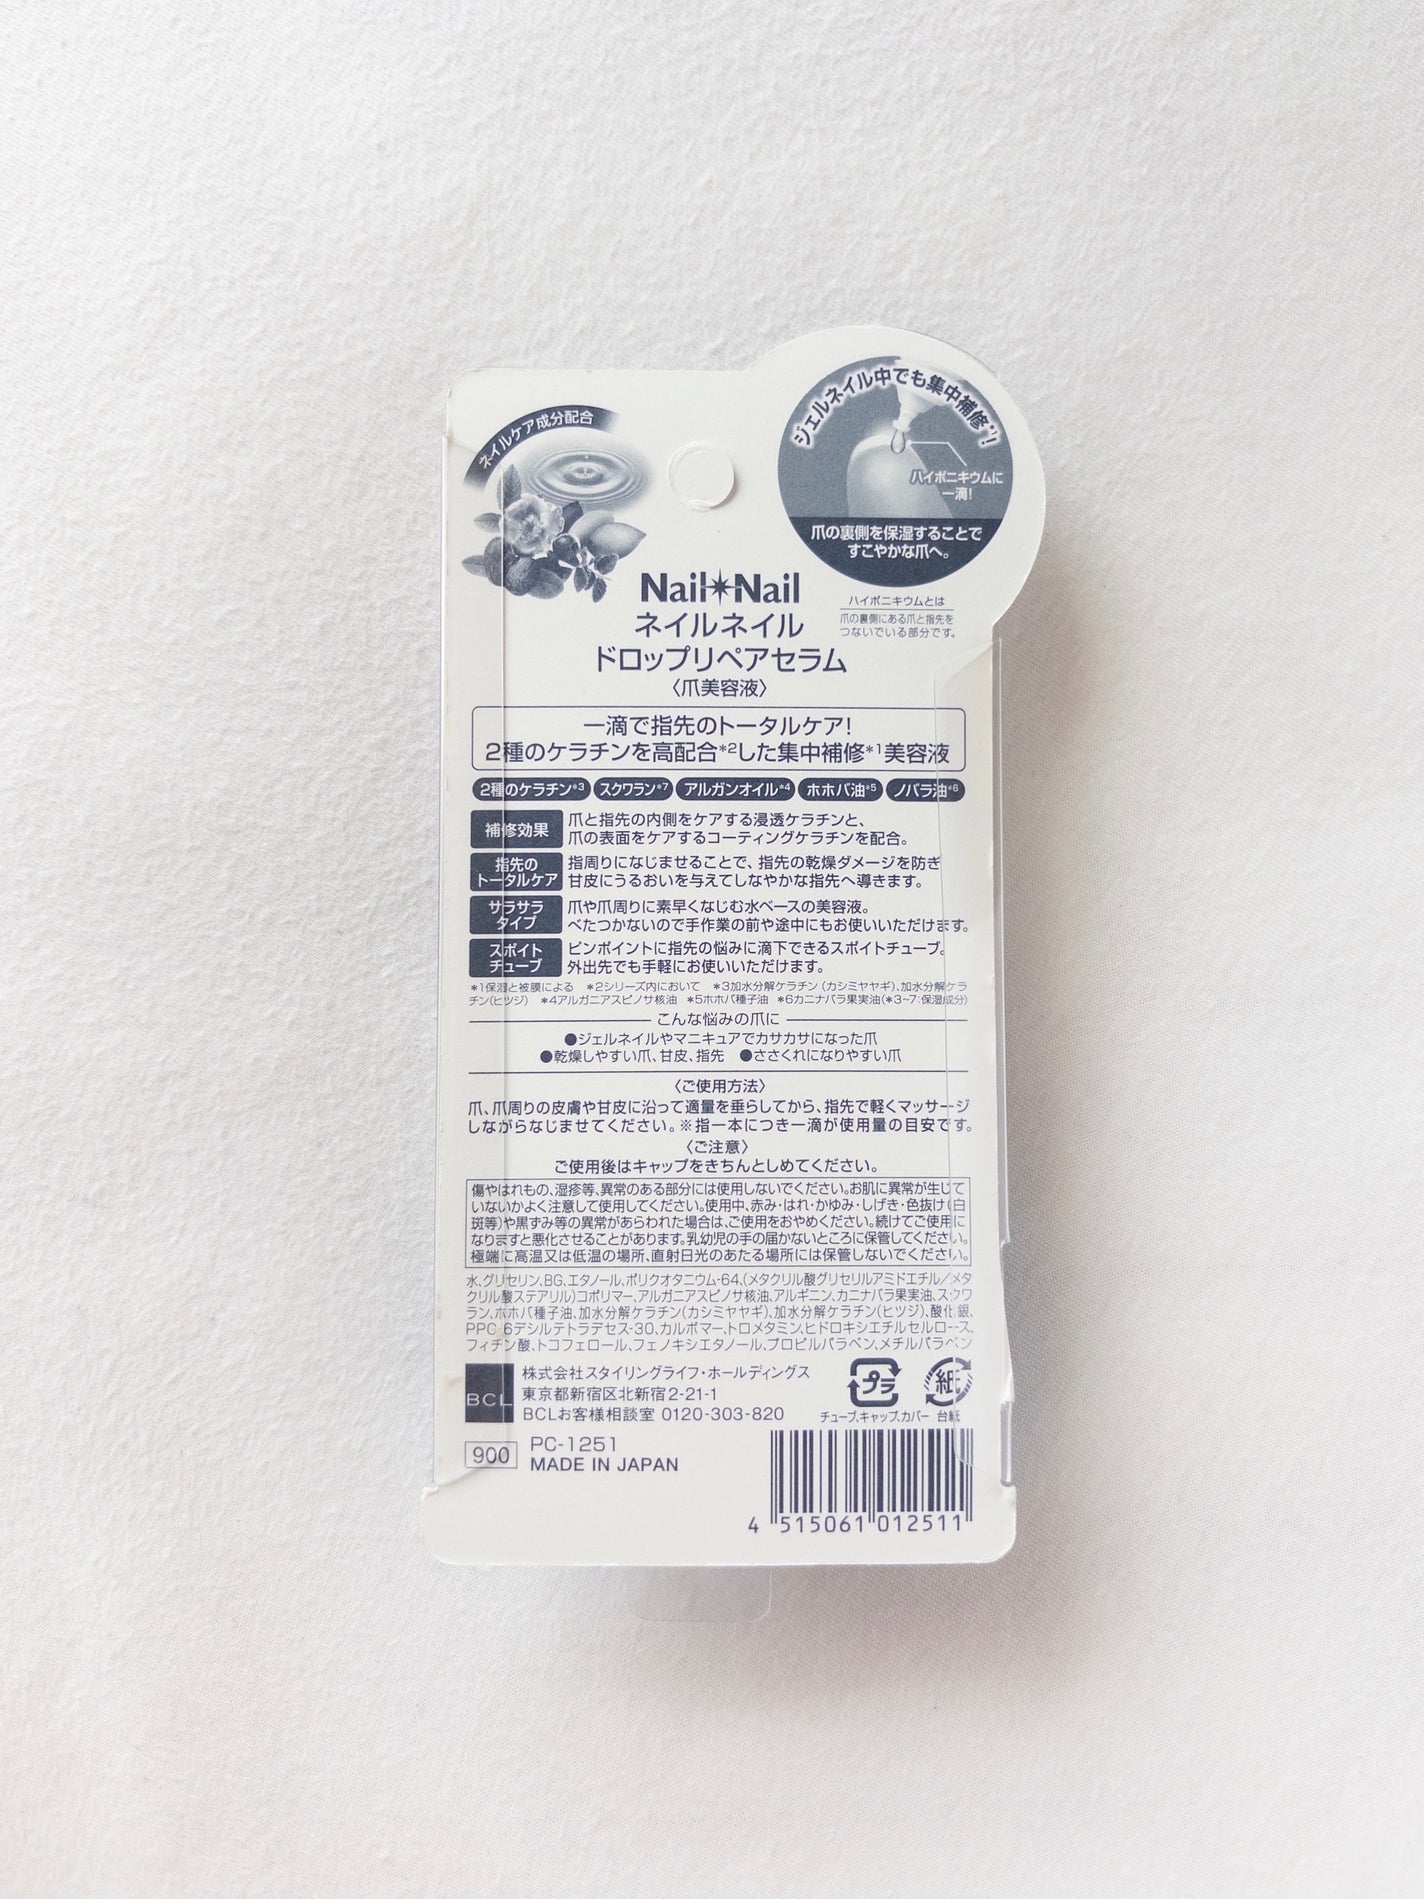 ネイルケア成分配合
ジェルネイル中でも集中補修*1!
ハイポニキウムに
一滴!
爪の裏側を保湿することで
すこやかな爪へ。
ハイポニキウムとは
爪の裏側にある爪と指先を
つないでいる部分です。
Nail Nail
ネイルネイル
ドロップリペアセラム
〈爪美容液〉
一滴で指先のトータルケア!
2種のケラチンを高配合*2した集中補修*1美容液
2種のケラチン*3 スクワラン*7 アルガンオイル*4 ホホバ油*5 ノバラ油*6
補修効果 爪と指先の内側をケアする浸透ケラチンと、
爪の表面をケアするコーティングケラチンを配合。
指先の
トータルケア 指周りになじませることで、指先の乾燥ダメージを防ぎ
甘皮にうるおいを与えてしなやかな指先へ導きます。
サラサラ
タイプ 爪や爪周りに素早くなじむ水ベースの美容液。
べたつかないので手作業の前や途中にもお使いいただけます。
スポイト
チューブ ピンポイントに指先の悩みに滴下できるスポイトチューブ。
外出先でも手軽にお使いいただけます。
*1保湿と被膜による *2シリーズ内において *3加水分解ケラチン(カシミヤヤギ)、加水分解ケラ
チン(ヒツジ) *4アルガニアスピノサ核油 *5ホホバ種子油 *6カニナバラ果実油(*3~7:保湿成分)
こんな悩みの爪に
●ジェルネイルやマニキュアでカサカサになった爪
●乾燥しやすい爪、甘皮、指先 ●ささくれになりやすい爪
〈ご使用方法〉
爪、爪周りの皮膚や甘皮に沿って適量を垂らしてから、指先で軽くマッサージ
しながらなじませてください。※指一本につき一滴が使用量の目安です。
〈ご注意〉
ご使用後はキャップをきちんとしめてください。
傷やはれもの、湿疹等、異常のある部分には使用しないでください。お肌に異常が生じて
いないかよく注意して使用してください。使用中、赤み・はれ・かゆみ・しげき・色抜け(白
斑等)や黒ずみ等の異常があらわれた場合は、ご使用をおやめください。続けてご使用に
なりますと悪化させることがあります。乳幼児の手の届かないところに保管してください。
極端に高温又は低温の場所、直射日光のあたる場所には保管しないでください。
水、グリセリン、BG、エタノール、ポリクオタニウム-64、(メタクリル酸グリセリルアミドエチル/メタ
クリル酸ステアリル)コポリマー、アルガニアスピノサ核油、アルギニン、カニナバラ果実油、スクワ
ラン、ホホバ種子油、加水分解ケラチン(カシミヤヤギ)、加水分解ケラチン(ヒツジ)、酸化銀、
PPG-6デシルテトラデセス-30、カルボマー、トロメタミン、ヒドロキシエチルセルロース、
フィチン酸、トコフェロール、フェノキシエタノール、プロピルパラベン、メチルパラベン
BCL
株式会社スタイリングライフ・ホールディングス
東京都新宿区北新宿2-21-1
BCLお客様相談室 0120-303-820
プラ 紙
チューブ、キャップ、カバー 台紙
900
PC-1251
MADE IN JAPAN
4 515061 012511